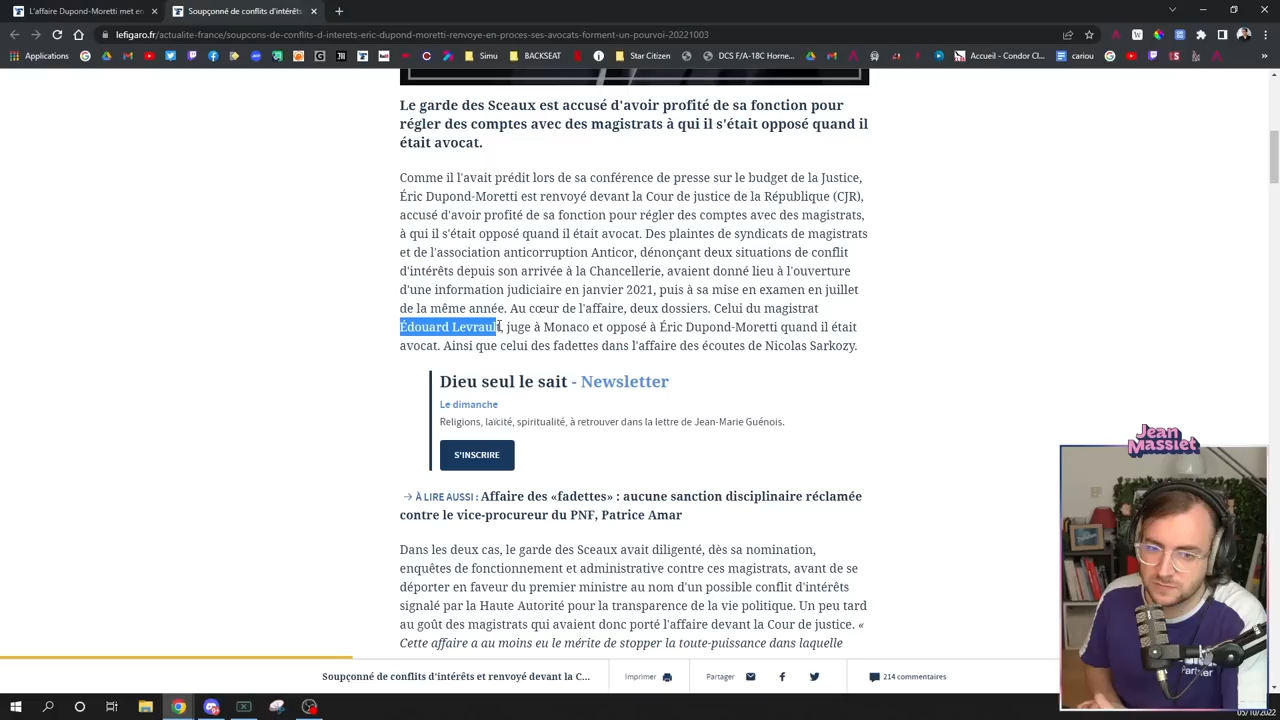 L'affaire Dupond-Moretti met en
Soupçonné de conflits d'intérêts
lefigaro.fr/actualite-france/soupcons-de-conflits-d-interets-eric-dupond-moretti-renvoye-en-proces-ses-avocats-forment-un-pourvoi-20221003
Applications
Simu
BACKSEAT
Star Citizen
DCS F/A-18C Horne...
Accueil - Condor Cl...
cariou
Le garde des Sceaux est accusé d'avoir profité de sa fonction pour
régler des comptes avec des magistrats à qui il s'était opposé quand il
était avocat.
Comme il l'avait prédit lors de sa conférence de presse sur le budget de la Justice,
Éric Dupond-Moretti est renvoyé devant la Cour de justice de la République (CJR),
accusé d'avoir profité de sa fonction pour régler des comptes avec des magistrats,
à qui il s'était opposé quand il était avocat. Des plaintes de syndicats de magistrats
et de l'association anticorruption Anticor, dénonçant deux situations de conflit
d'intérêts depuis son arrivée à la Chancellerie, avaient donné lieu à l'ouverture
d'une information judiciaire en janvier 2021, puis à sa mise en examen en juillet
de la même année. Au cœur de l'affaire, deux dossiers. Celui du magistrat
Édouard Levrault, juge à Monaco et opposé à Éric Dupond-Moretti quand il était
avocat. Ainsi que celui des fadettes dans l'affaire des écoutes de Nicolas Sarkozy.
Dieu seul le sait - Newsletter
Le dimanche
Religions, laïcité, spiritualité, à retrouver dans la lettre de Jean-Marie Guénois.
S'INSCRIRE
→ À LIRE AUSSI : Affaire des «fadettes» : aucune sanction disciplinaire réclamée
contre le vice-procureur du PNF, Patrice Amar
Dans les deux cas, le garde des Sceaux avait diligenté, dès sa nomination,
enquêtes de fonctionnement et administrative contre ces magistrats, avant de se
déporter en faveur du premier ministre au nom d'un possible conflit d'intérêts
signalé par la Haute Autorité pour la transparence de la vie politique. Un peu tard
au goût des magistrats qui avaient donc porté l'affaire devant la Cour de justice. «
Cette affaire a au moins eu le mérite de stopper la toute-puissance dans laquelle
Jean
Massiet
Soupçonné de conflits d'intérêt et renvoyé devant la C...
Imprimer
Partager
214 commentaires
05/10/2022